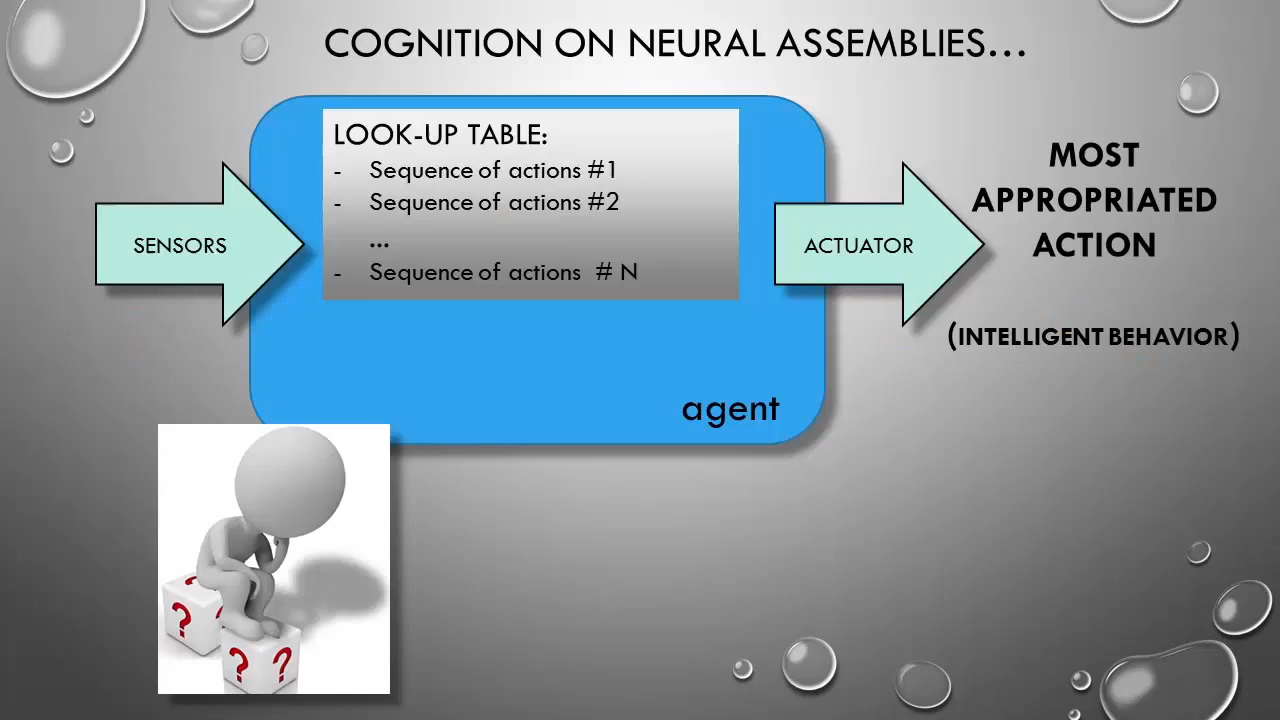 COGNITION ON NEURAL ASSEMBLIES...
LOOK-UP TABLE:
- Sequence of actions #1
- Sequence of actions #2
...
- Sequence of actions # N
SENSORS
ACTUATOR
MOST
APPROPRIATED
ACTION
(INTELLIGENT BEHAVIOR)
agent
? ? ?